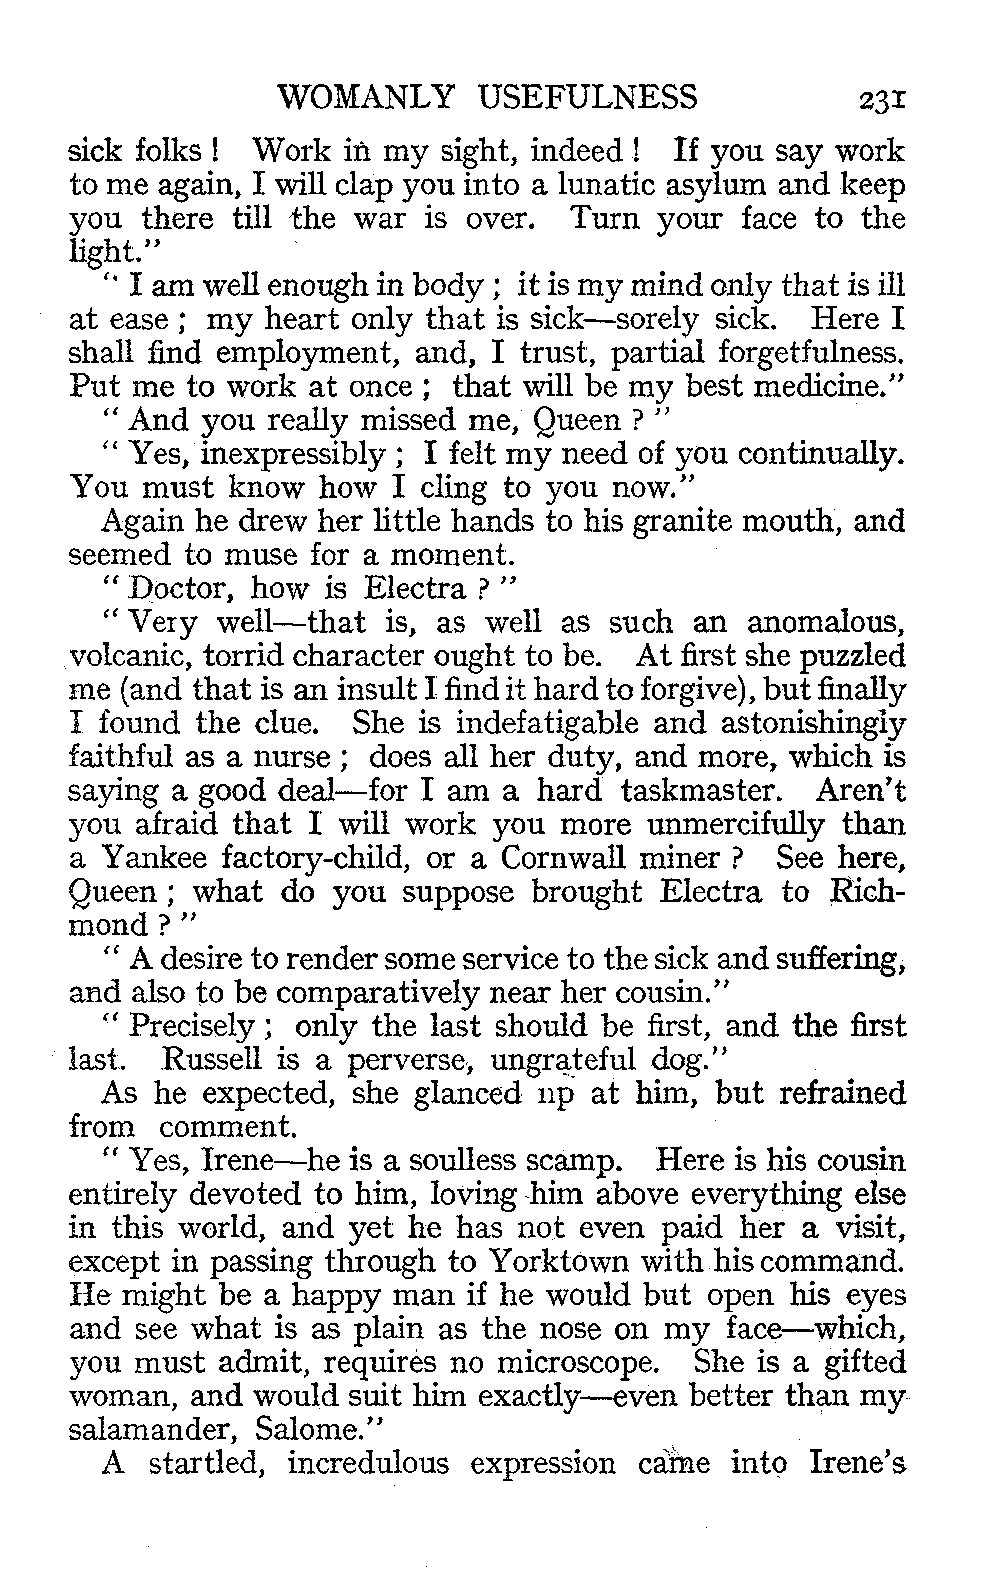 WOMANLY USEFULNESS 231
sick folks ! Work in my sight, indeed ! If you say work
to me again, I will clap you into a lunatic asylum and keep
you there till the war is over. Turn your face to the
light.”
“ I am well enough in body ; it is my mind only that is ill
at ease ; my heart only that is sick—sorely sick. Here I
shall find employment, and, I trust, partial forgetfulness.
Put me to work at once ; that will be my best medicine.”
“ And you really missed me, Queen ? ”
“ Yes, inexpressibly ; I felt my need of you continually.
You must know how I cling to you now.”
Again he drew her little hands to his granite mouth, and
seemed to muse for a moment.
“ Doctor, how is Electra ? ”
“ Very well—that is, as well as such an anomalous,
volcanic, torrid character ought to be. At first she puzzled
me (and that is an insult I find it hard to forgive), but finally
I found the clue. She is indefatigable and astonishingly
faithful as a nurse ; does all her duty, and more, which is
saying a good deal—for I am a hard taskmaster. Aren’t
you afraid that I will work you more unmercifully than
a Yankee factory-child, or a Cornwall miner ? See here,
Queen ; what do you suppose brought Electra to Rich-
mond ? ”
“ A desire to render some service to the sick and suffering,
and also to be comparatively near her cousin.”
“ Precisely ; only the last should be first, and the first
last. Russell is a perverse, ungrateful dog.”
As he expected, she glanced up at him, but refrained
from comment.
“ Yes, Irene—he is a soulless scamp. Here is his cousin
entirely devoted to him, loving him above everything else
in this world, and yet he has not even paid her a visit,
except in passing through to Yorktown with his command.
He might be a happy man if he would but open his eyes
and see what is as plain as the nose on my face—which,
you must admit, requires no microscope. She is a gifted
woman, and would suit him exactly—even better than my
salamander, Salome.”
A startled, incredulous expression came into Irene’s